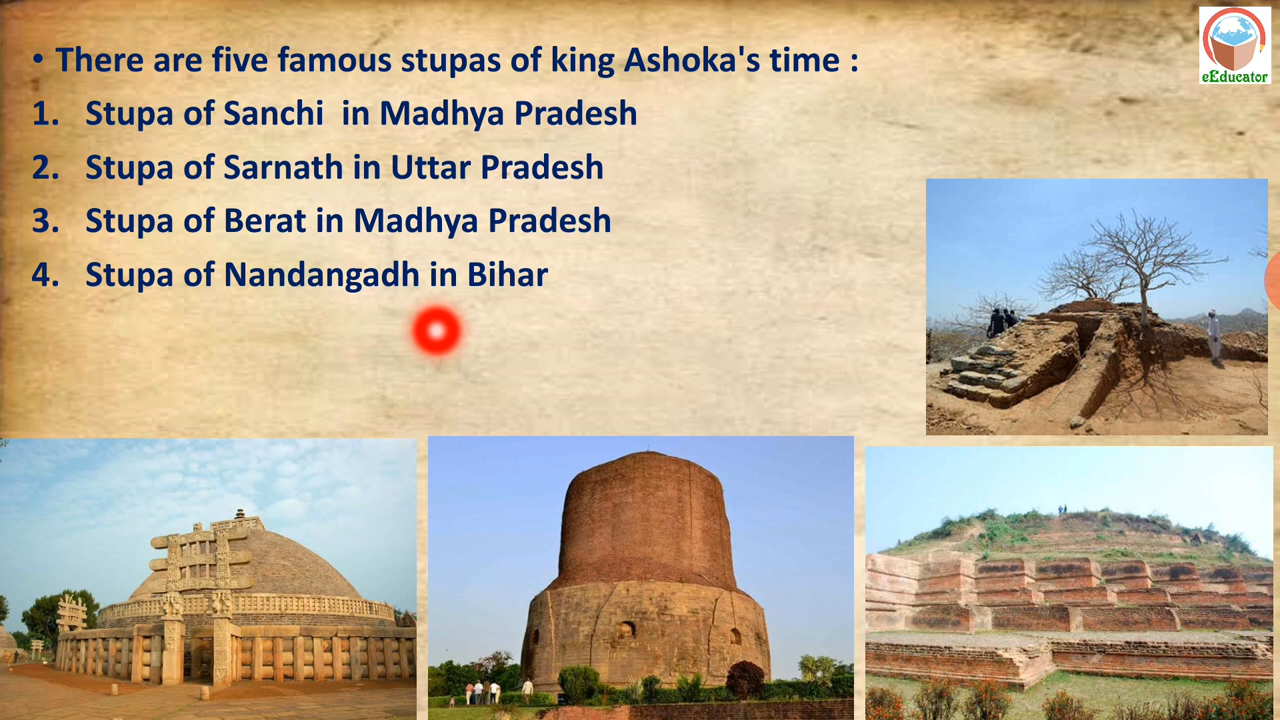 • There are five famous stupas of king Ashoka's time :
1. Stupa of Sanchi in Madhya Pradesh
2. Stupa of Sarnath in Uttar Pradesh
3. Stupa of Berat in Madhya Pradesh
4. Stupa of Nandangadh in Bihar
eEducator